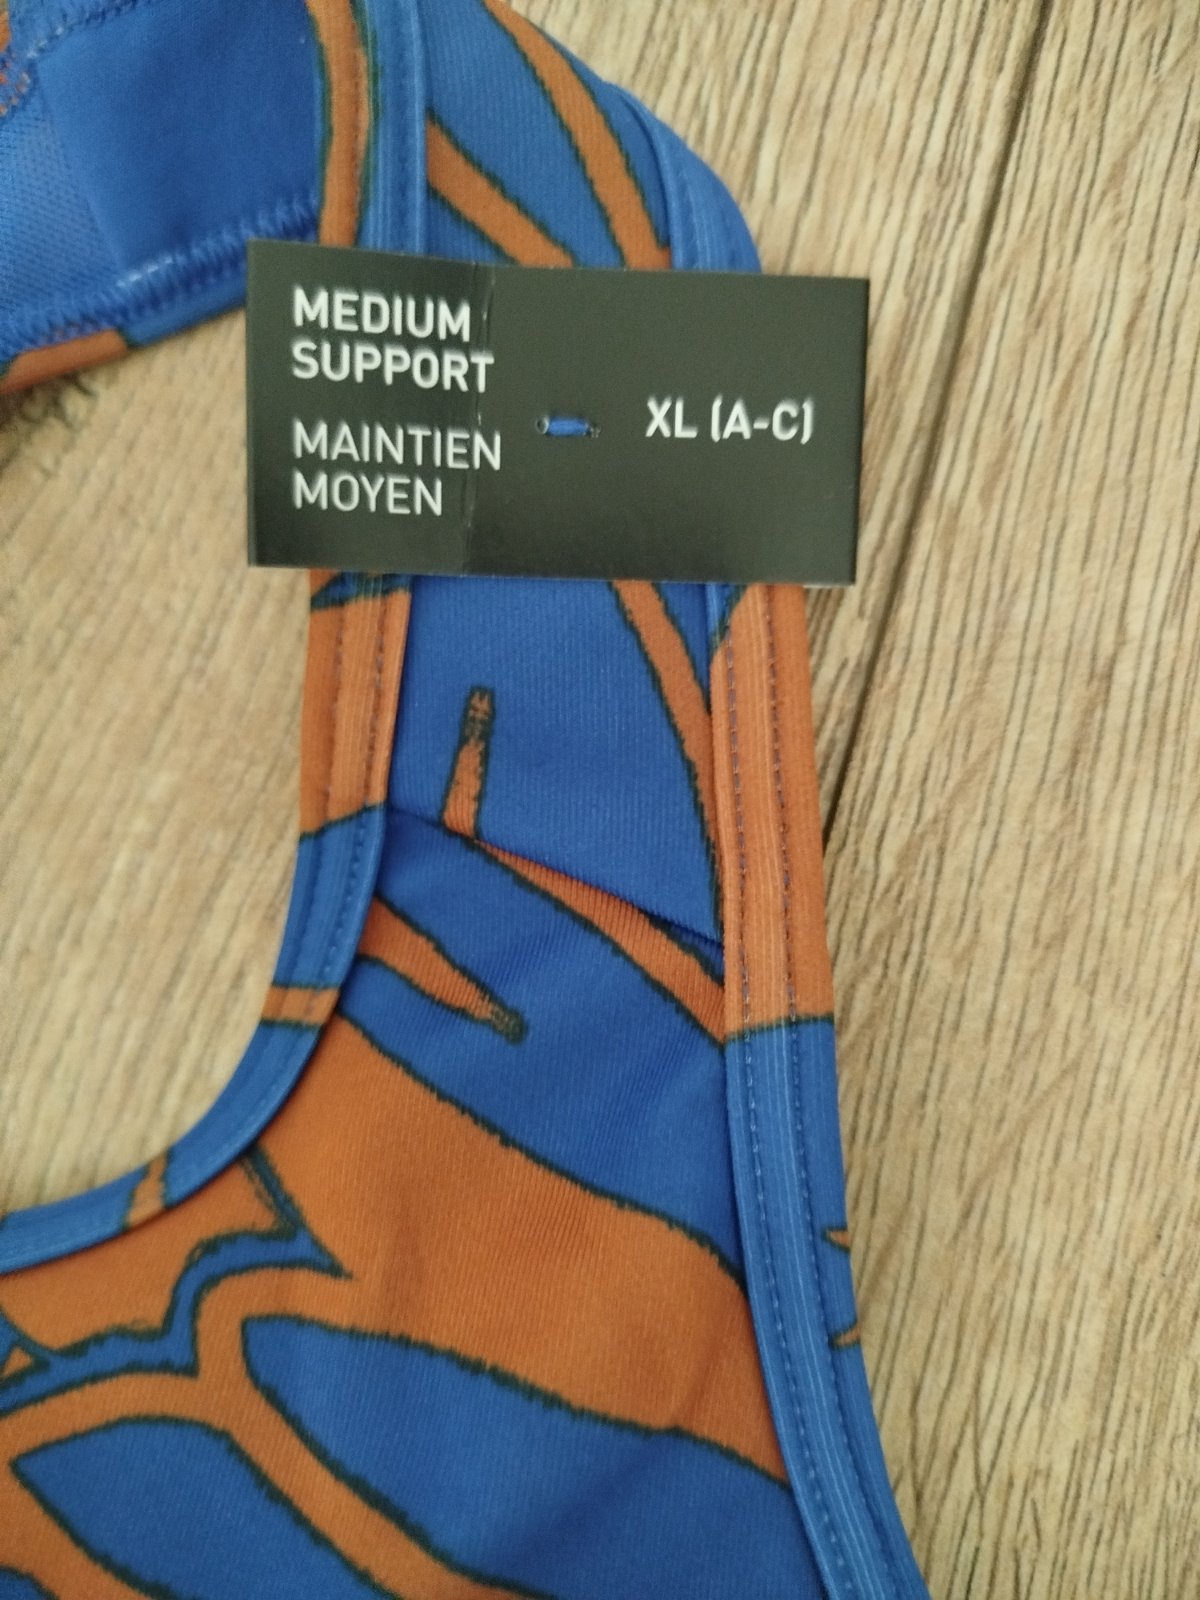 MEDIUM
SUPPORT
MAINTIEN
MOYEN
XL (A-C)